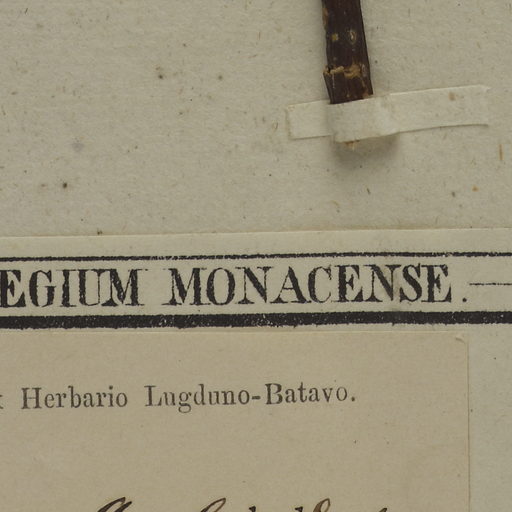 EGIUM MONACENSE.
Herbario Lugduno-Batavo.